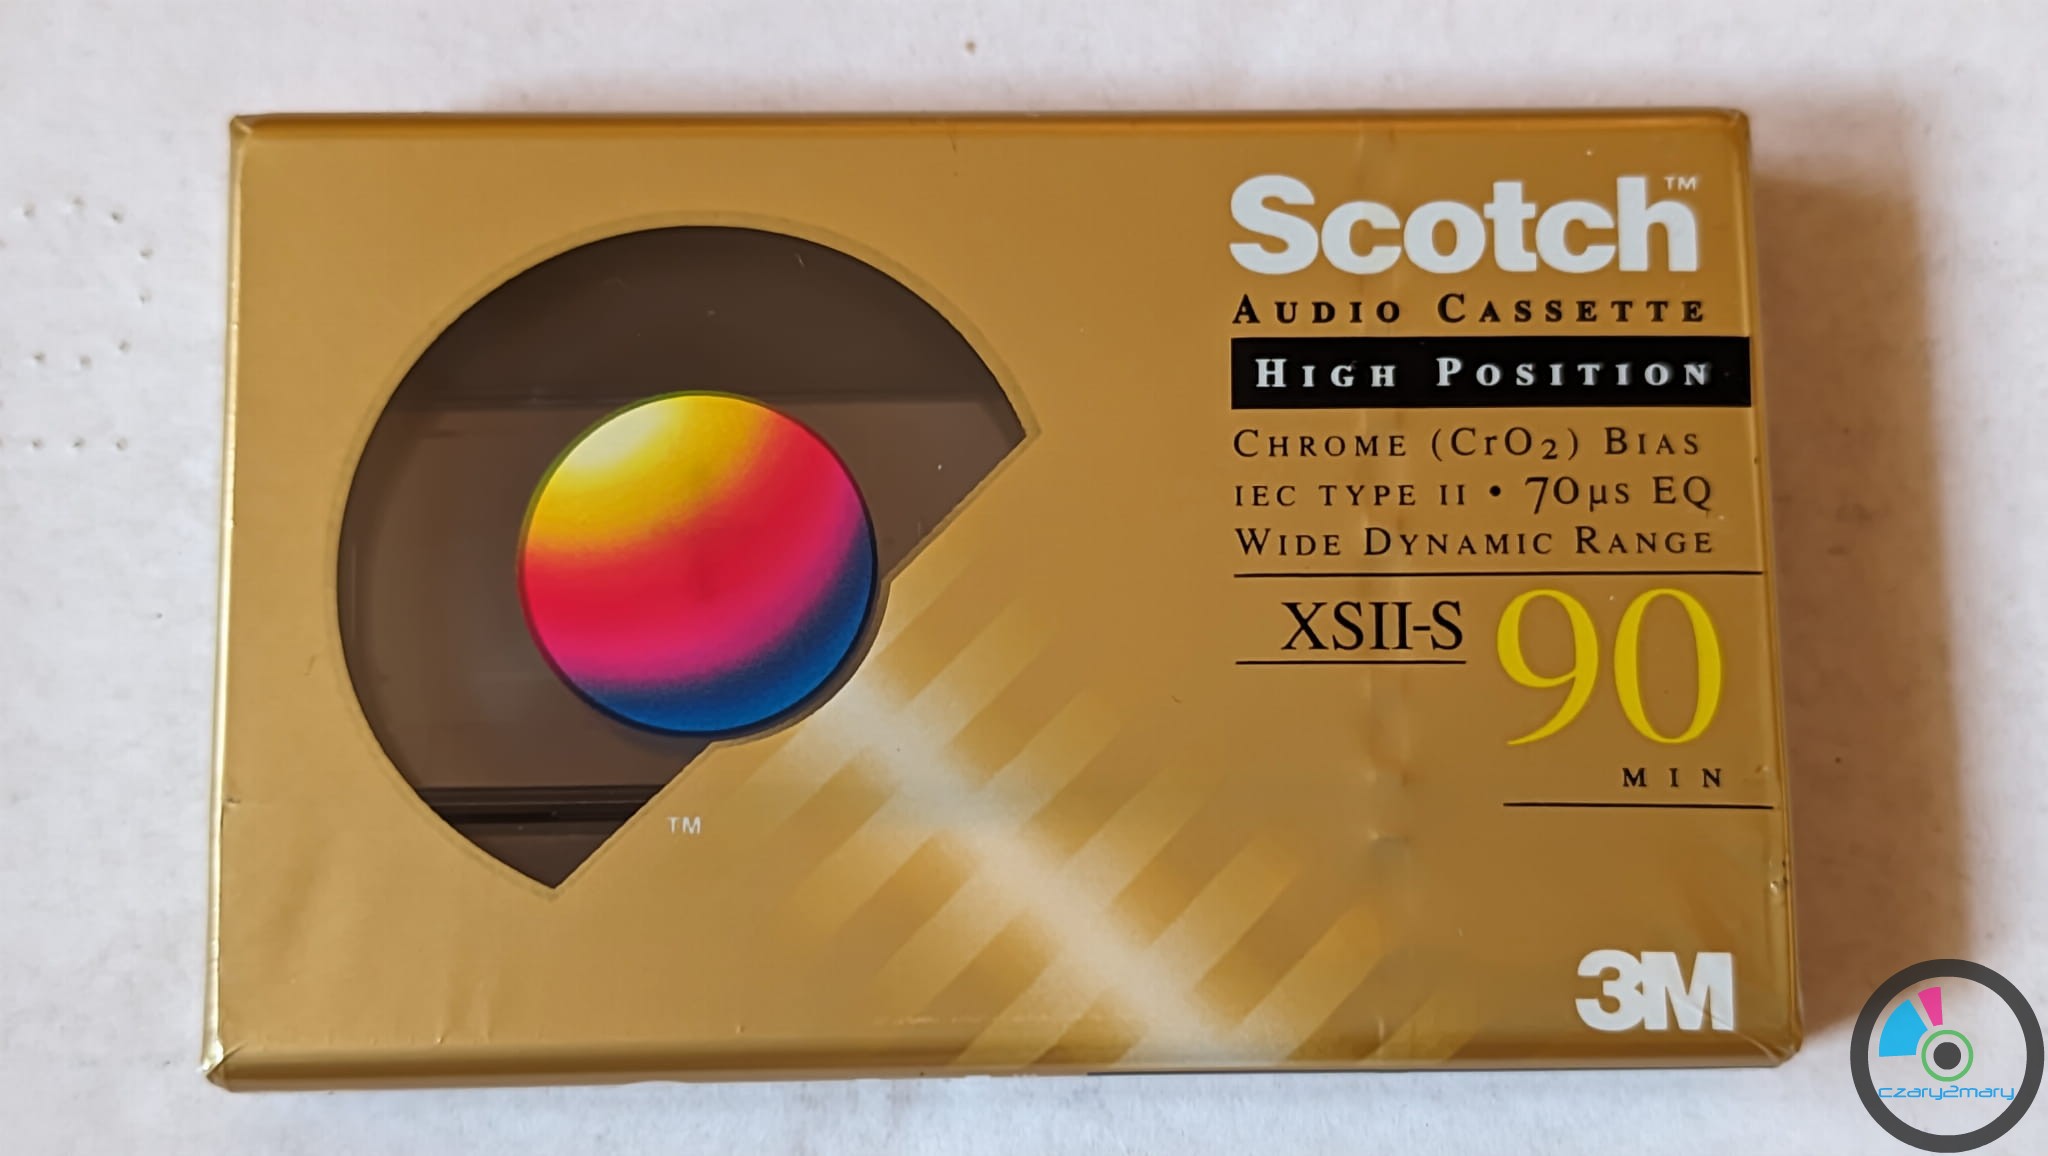 Scotch™
AUDIO CASSETTE
HIGH POSITION
CHROME (CrO₂) BIAS
IEC TYPE II • 70µs EQ
WIDE DYNAMIC RANGE
XSII-S 90
MIN
TM
3M
czary2mary